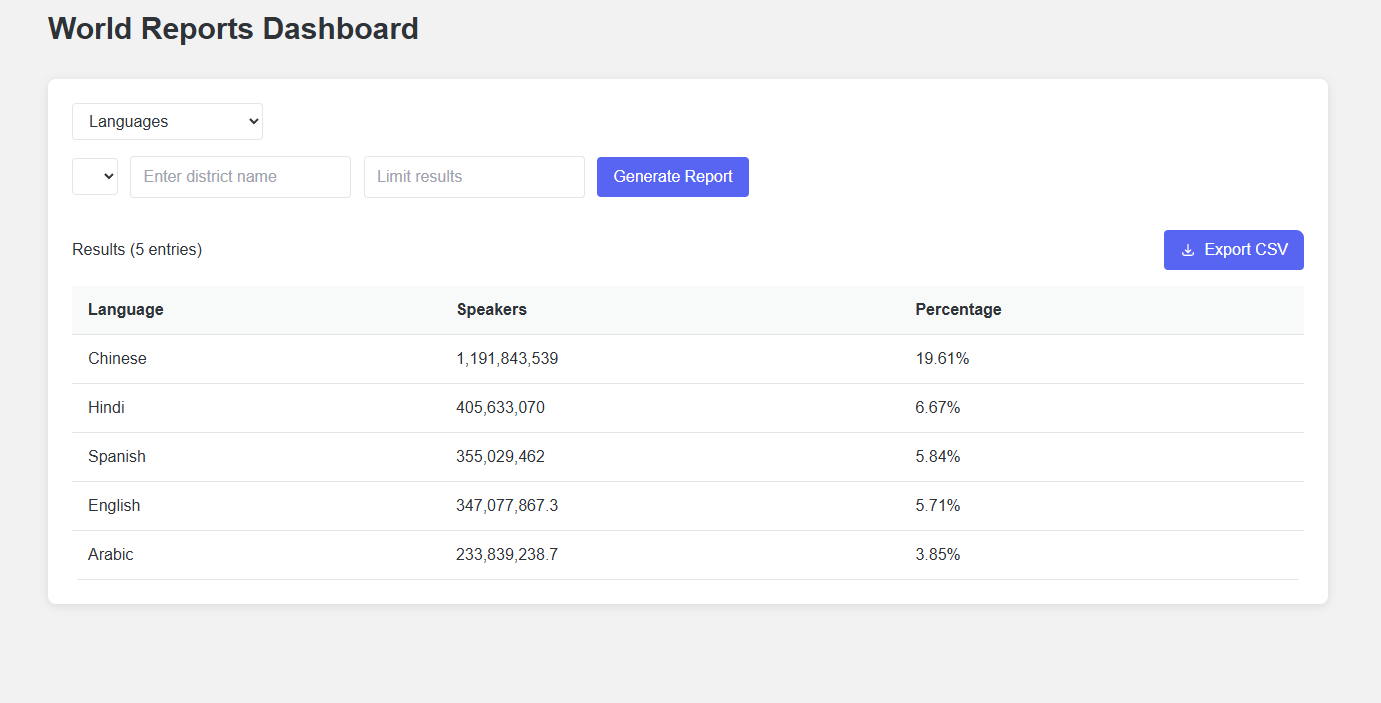 World Reports Dashboard
Languages
Enter district name Limit results Generate Report
Results (5 entries) Export CSV
Language Speakers Percentage
Chinese 1,191,843,539 19.61%
Hindi 405,633,070 6.67%
Spanish 355,029,462 5.84%
English 347,077,867.3 5.71%
Arabic 233,839,238.7 3.85%